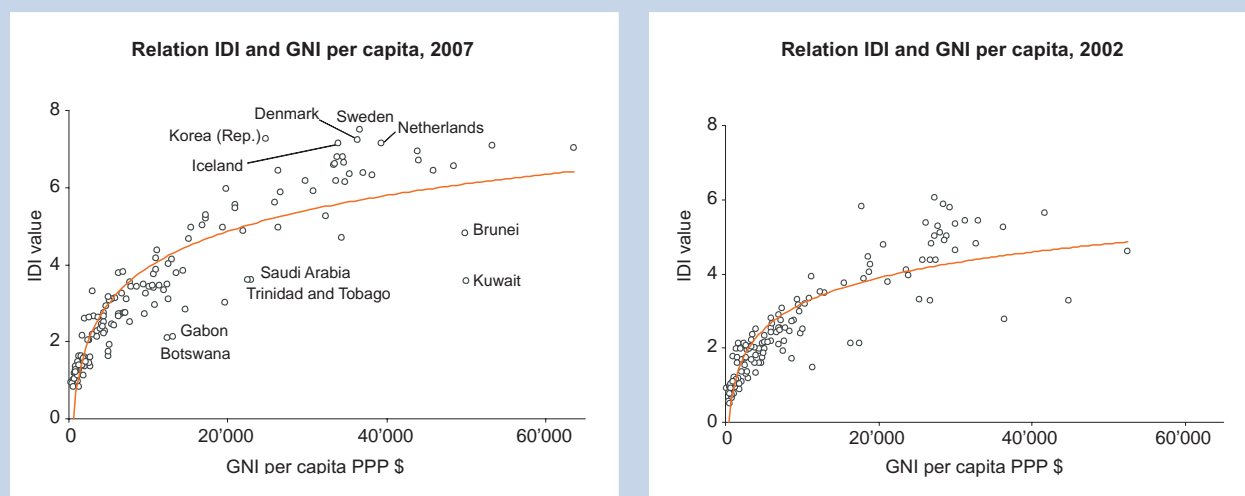 Relation IDI and GNI per capita, 2007
IDI value
8
6
4
2
0
Denmark
Sweden
Korea (Rep.)
Netherlands
Iceland
Brunei
Saudi Arabia
Kuwait
Trinidad and Tobago
Gabon
Botswana
0
20'000
40'000
60'000
GNI per capita PPP $
Relation IDI and GNI per capita, 2002
IDI value
8
6
4
2
0
0
20'000
40'000
60'000
GNI per capita PPP $